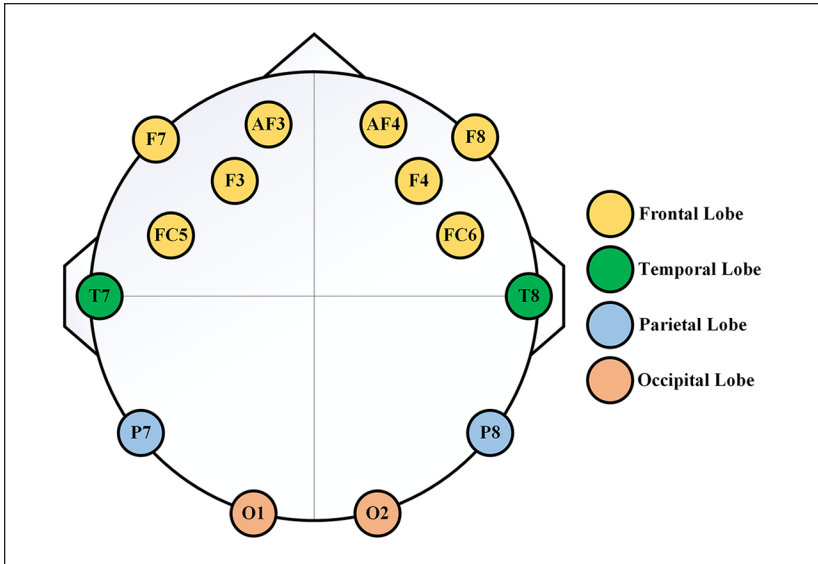 AF3 AF4
F7 F8
F3 F4
FC5 FC6
T7 T8
P7 P8
O1 O2
Frontal Lobe
Temporal Lobe
Parietal Lobe
Occipital Lobe